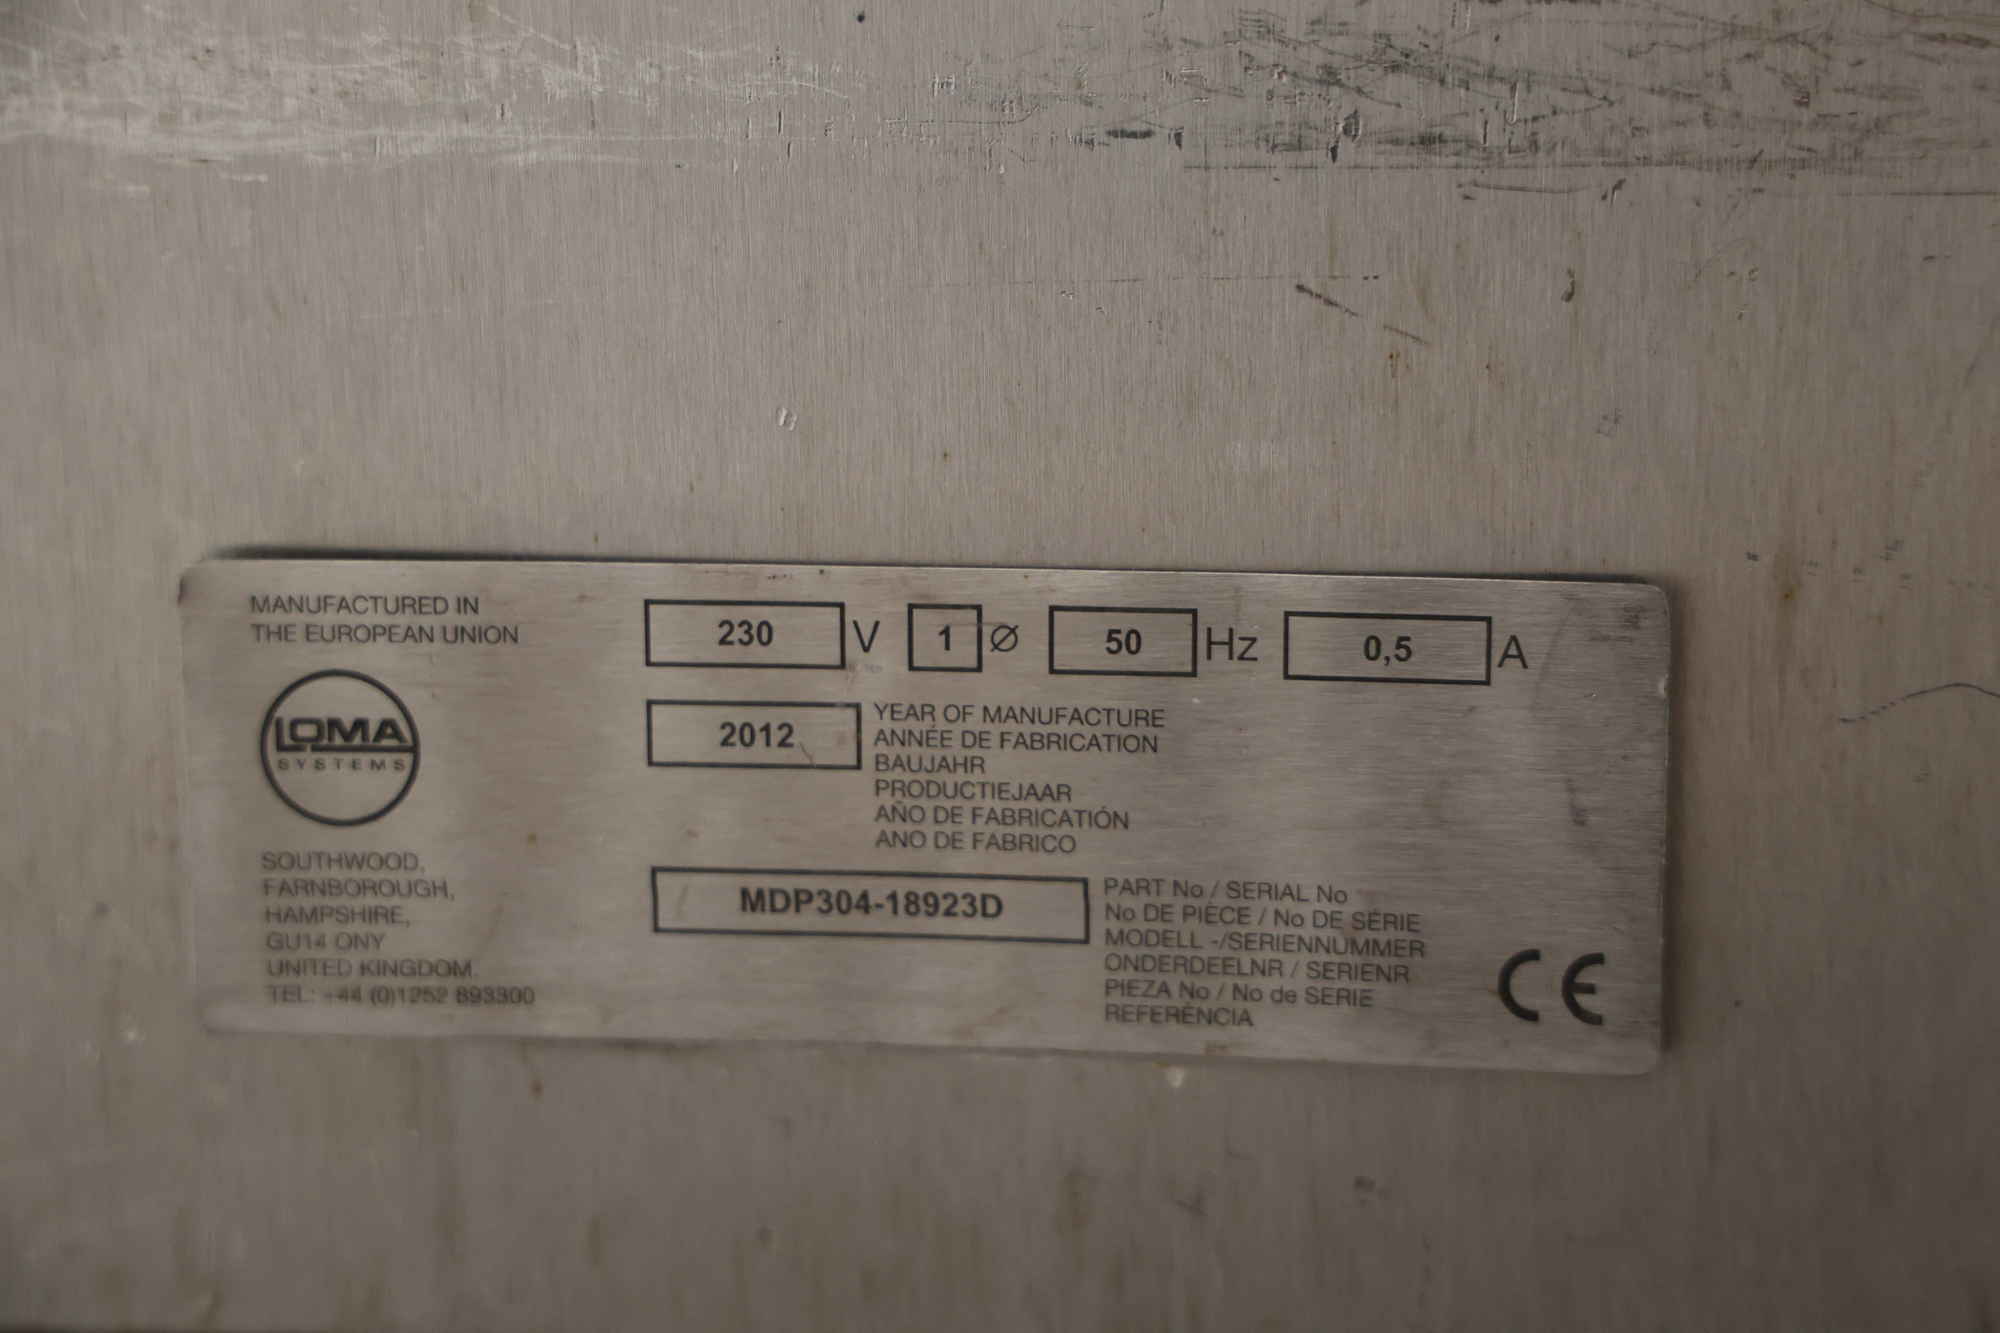 MANUFACTURED IN
THE EUROPEAN UNION
LOMA
SYSTEMS
SOUTHWOOD,
FARNBOROUGH,
HAMPSHIRE,
GU14 ONY
UNITED KINGDOM.
TEL: +44 (0)1252 893300
230 V 1 Ø 50 Hz 0,5 A
2012
YEAR OF MANUFACTURE
ANNÉE DE FABRICATION
BAUJAHR
PRODUCTIEJAAR
AÑO DE FABRICATIÓN
ANO DE FABRICO
MDP304-18923D
PART No / SERIAL No
No DE PIÈCE / No DE SÉRIE
MODELL -/SERIENNUMMER
ONDERDEELNR / SERIENR
PIEZA No / No de SERIE
REFERÊNCIA
CE